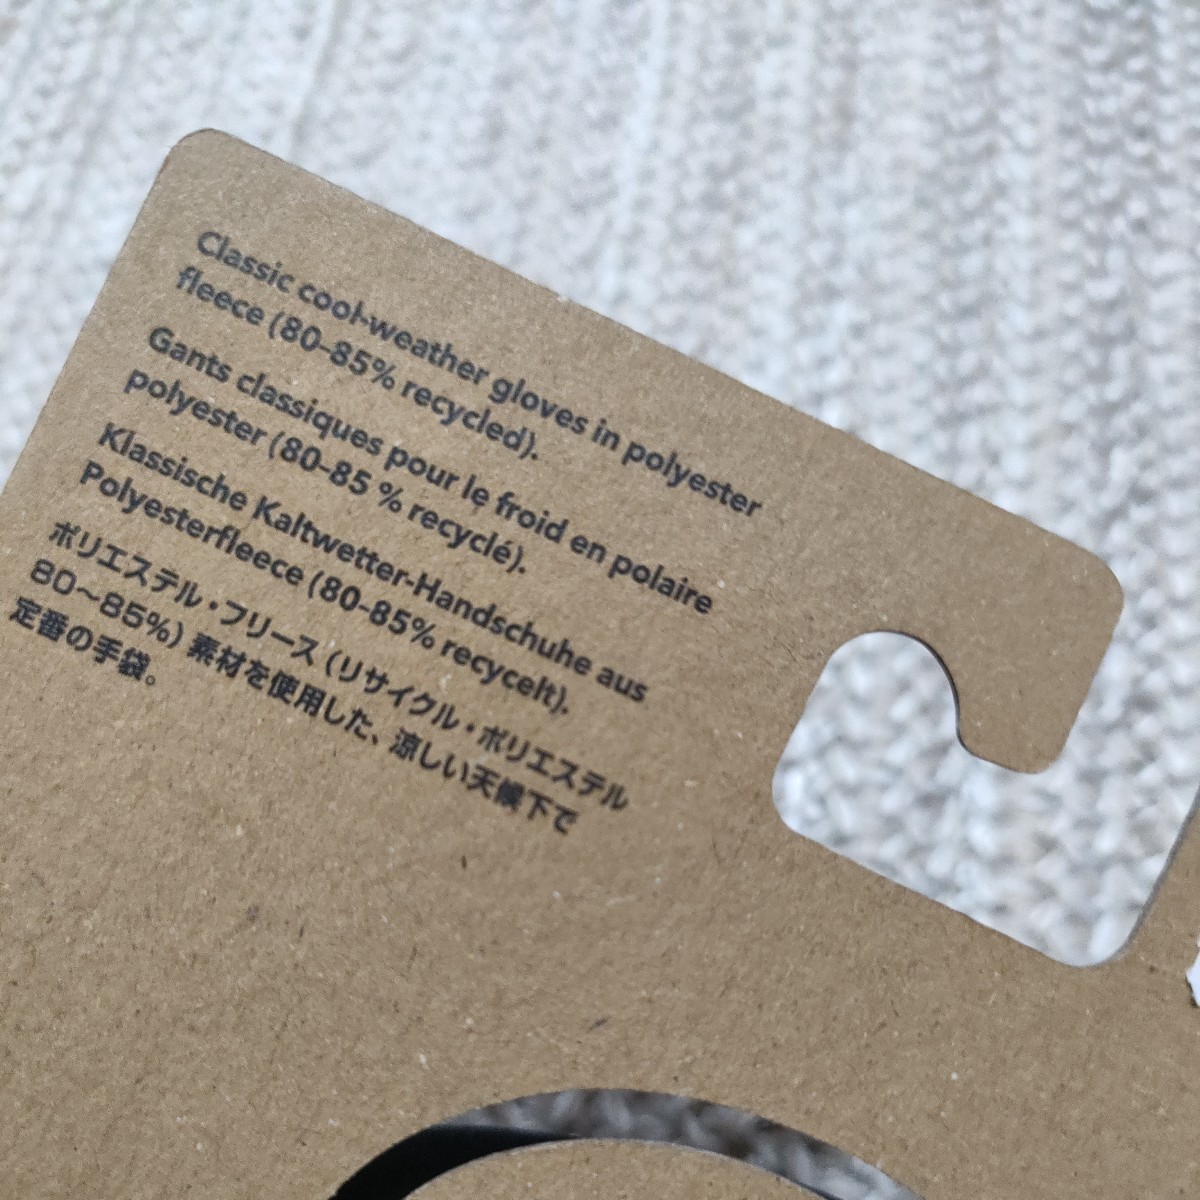 Classic cool-weather gloves in polyester
fleece (80-85% recycled).
Gants classiques pour le froid en polaire
polyester (80-85 % recyclé).
Klassische Kaltwetter-Handschuhe aus
Polyesterfleece (80-85% recycelt).
ポリエステル・フリース（リサイクル・ポリエステル
80〜85%）素材を使用した、涼しい天候下で
定番の手袋。